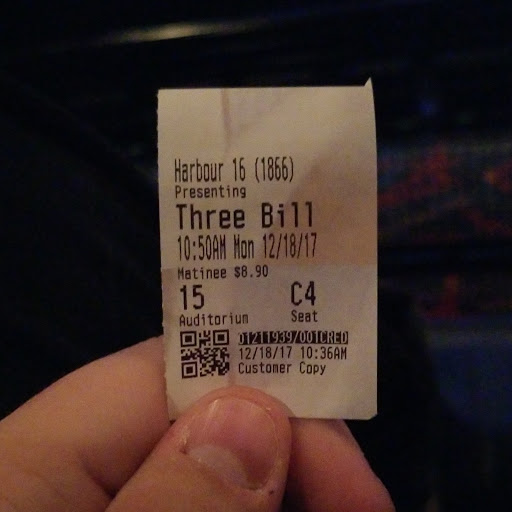 Harbour 16 (1866)
Presenting
Three Bill
10:50AM Mon 12/18/17
Matinee $8.90
15 C4
Auditorium Seat
01211939/001CRED
12/18/17 10:36AM
Customer Copy